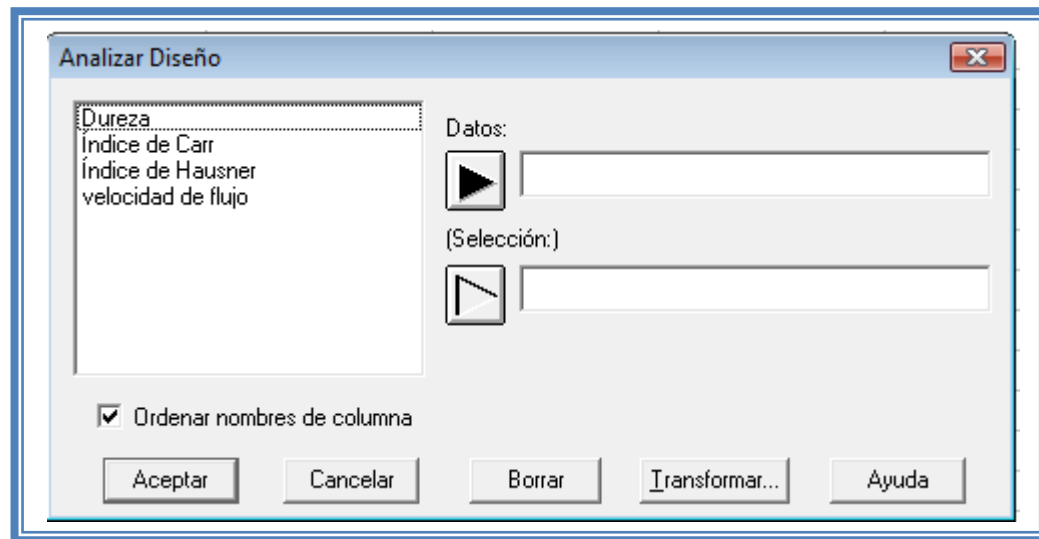 Analizar Diseño
Dureza
Índice de Carr
Índice de Hausner
velocidad de flujo
Datos:
(Selección:)
Ordenar nombres de columna
Aceptar
Cancelar
Borrar
Transformar...
Ayuda